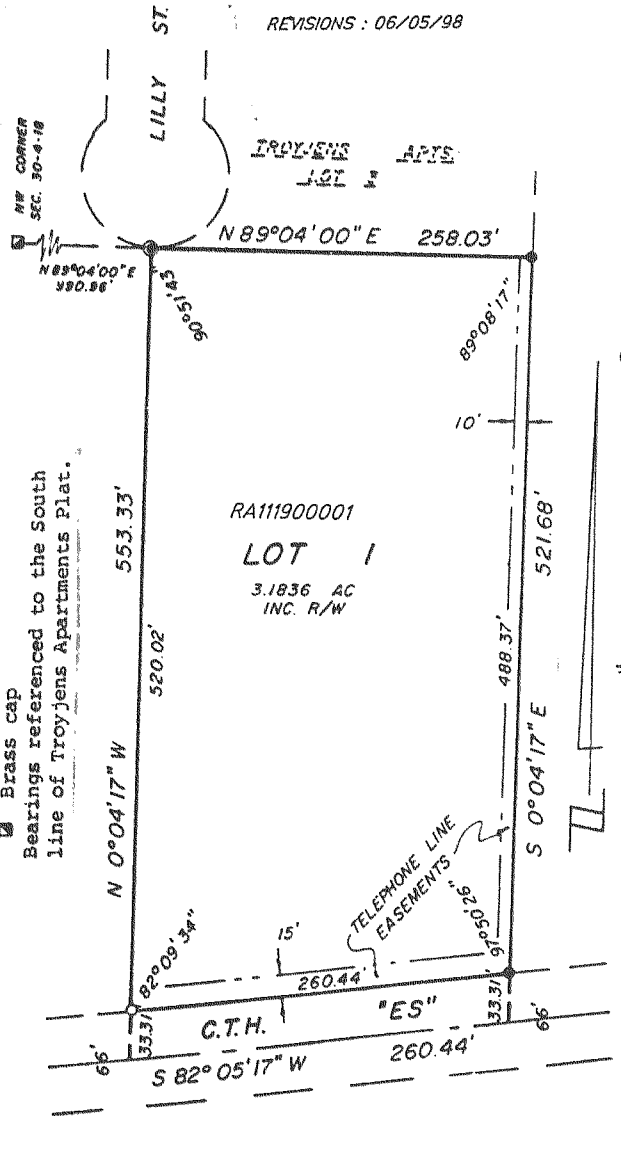 REVISIONS : 06/05/98
LILLY ST.
NW CORNER
SEC. 30-4-18
TROYJENS APTS.
LOT
N 89°04'00" E 258.03'
N 89°04'00" E
90°51'43"
89°08'17"
10'
Brass cap
Bearings referenced to the South
line of Troyjens Apartments Plat.
553.33'
RA111900001
LOT 1
3.1836 AC
INC. R/W
521.68'
520.02'
488.37'
N 0°04'17" W
S 0°04'17" E
TELEPHONE LINE
EASEMENTS
82°09'34"
97°50'26"
15'
260.44'
33.31'
33.31'
C.T.H. "ES"
66'
66'
S 82°05'17" W 260.44'